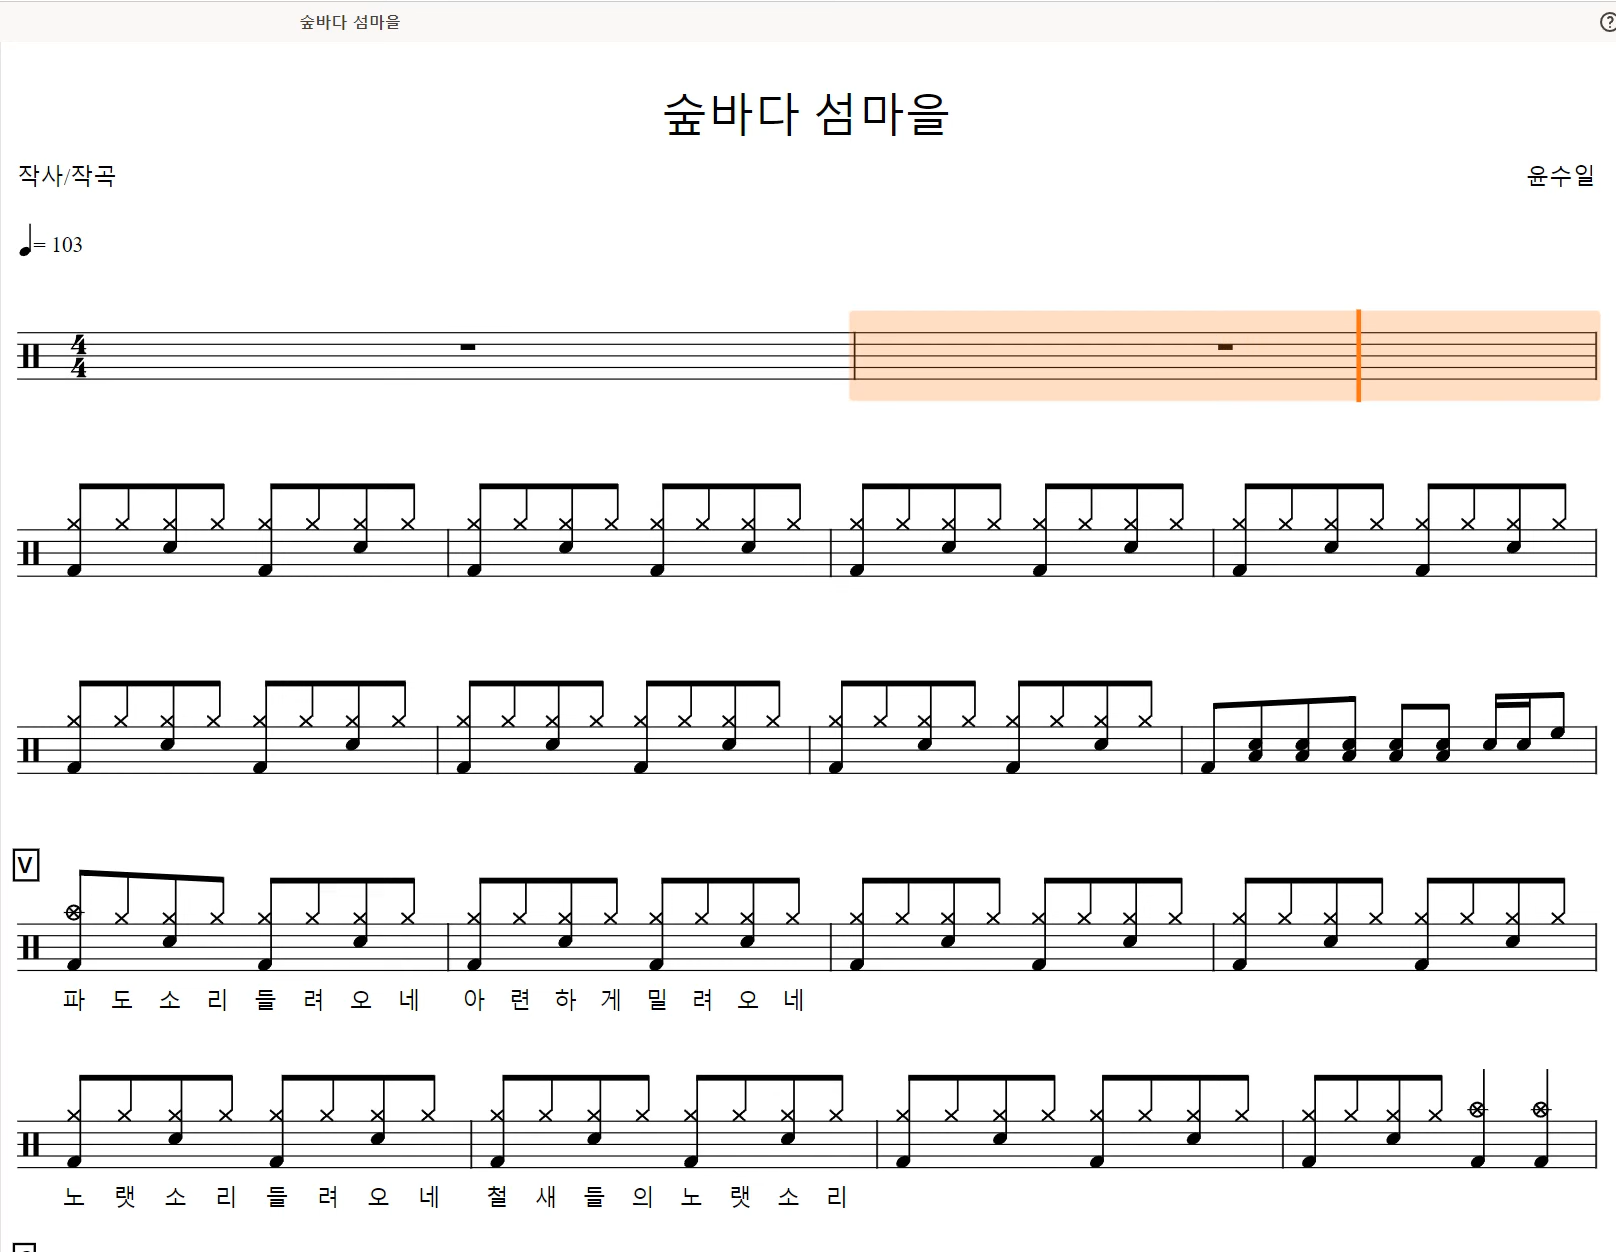 숲바다 섬마을
숲바다 섬마을
작사/작곡
윤수일
= 103
4
4
V
파 도 소 리 들 려 오 네 아 련 하 게 밀 려 오 네
노 랫 소 리 들 려 오 네 철 새 들 의 노 랫 소 리